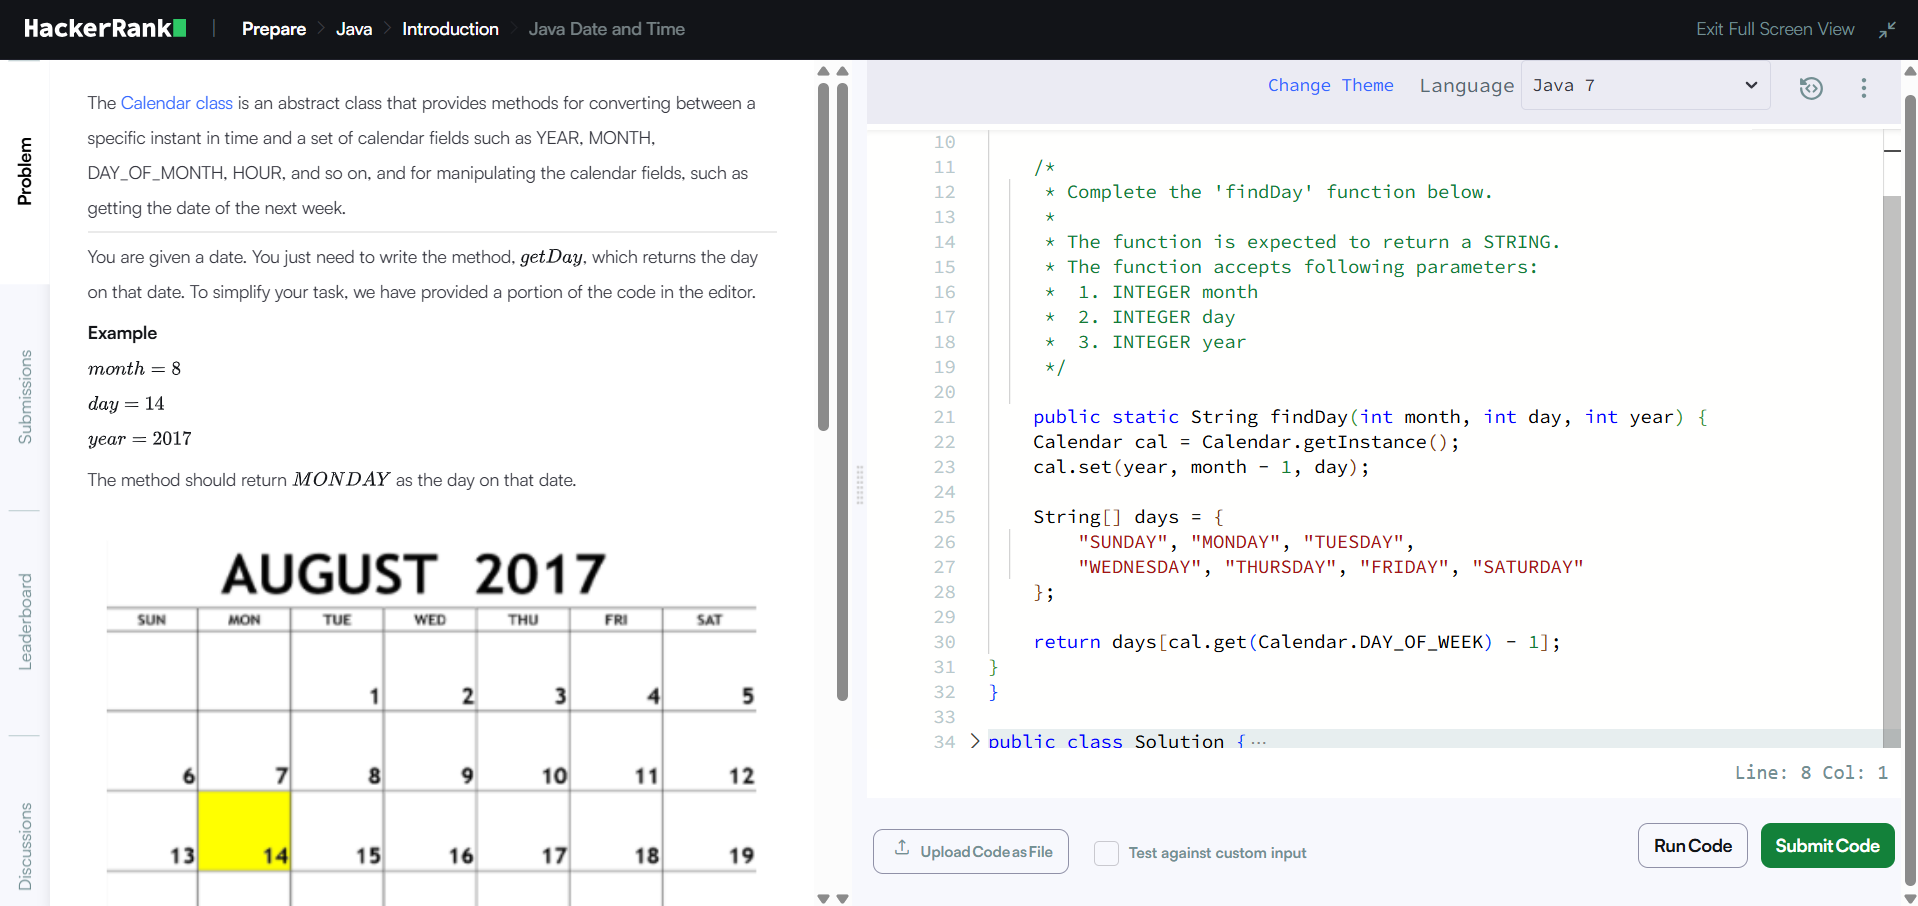 HackerRank
Prepare
Java
Introduction
Java Date and Time
Exit Full Screen View
Problem
Submissions
Leaderboard
Discussions
The Calendar class is an abstract class that provides methods for converting between a
specific instant in time and a set of calendar fields such as YEAR, MONTH,
DAY_OF_MONTH, HOUR, and so on, and for manipulating the calendar fields, such as
getting the date of the next week.
You are given a date. You just need to write the method, getDay, which returns the day
on that date. To simplify your task, we have provided a portion of the code in the editor.
Example
month = 8
day = 14
year = 2017
The method should return MONDAY as the day on that date.
AUGUST 2017
SUN MON TUE WED THU FRI SAT
1 2 3 4 5
6 7 8 9 10 11 12
13 14 15 16 17 18 19
Change Theme Language Java 7
10
11 /*
12 * Complete the 'findDay' function below.
13 *
14 * The function is expected to return a STRING.
15 * The function accepts following parameters:
16 *  1. INTEGER month
17 *  2. INTEGER day
18 *  3. INTEGER year
19 */
20
21 public static String findDay(int month, int day, int year) {
22 Calendar cal = Calendar.getInstance();
23 cal.set(year, month - 1, day);
24
25 String[] days = {
26 "SUNDAY", "MONDAY", "TUESDAY",
27 "WEDNESDAY", "THURSDAY", "FRIDAY", "SATURDAY"
28 };
29
30 return days[cal.get(Calendar.DAY_OF_WEEK) - 1];
31 }
32 }
33
34 public class Solution { ...
Line: 8 Col: 1
Upload Code as File
Test against custom input
Run Code
Submit Code